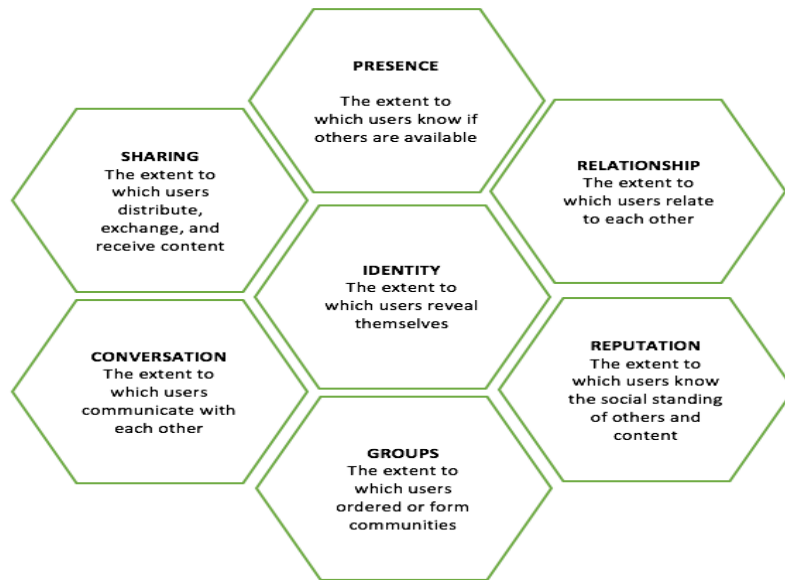 PRESENCE
The extent to
which users know if
others are available
SHARING
The extent to
which users
distribute,
exchange, and
receive content
RELATIONSHIP
The extent to
which users relate
to each other
IDENTITY
The extent to
which users reveal
themselves
CONVERSATION
The extent to
which users
communicate with
each other
REPUTATION
The extent to
which users know
the social standing
of others and
content
GROUPS
The extent to
which users
ordered or form
communities